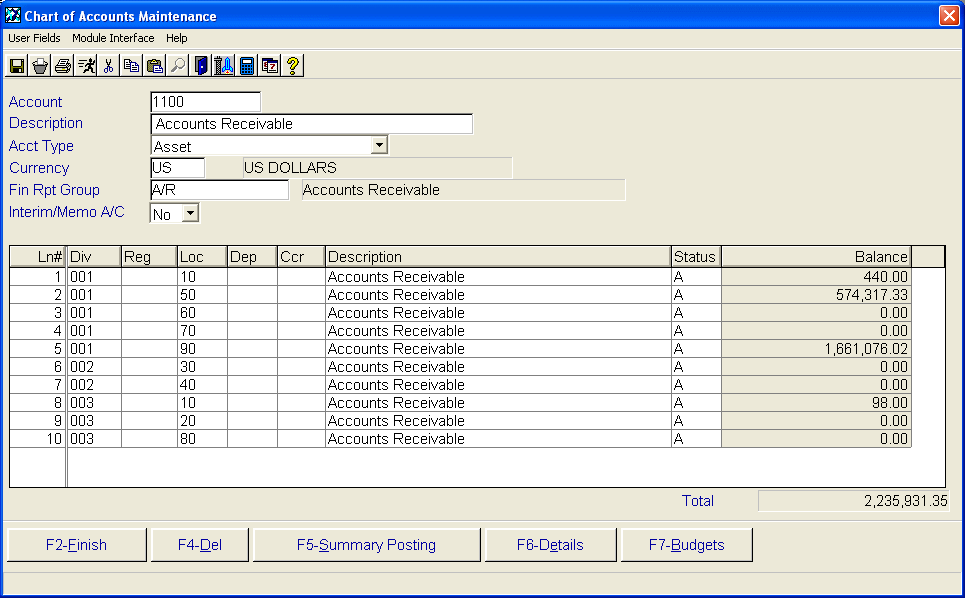 Chart of Accounts Maintenance
User Fields Module Interface Help
Account 1100
Description Accounts Receivable
Acct Type Asset
Currency US US DOLLARS
Fin Rpt Group A/R Accounts Receivable
Interim/Memo A/C No
Ln# Div Reg Loc Dep Ccr Description Status Balance
1 001 10 Accounts Receivable A 440.00
2 001 50 Accounts Receivable A 574,317.33
3 001 60 Accounts Receivable A 0.00
4 001 70 Accounts Receivable A 0.00
5 001 90 Accounts Receivable A 1,661,076.02
6 002 30 Accounts Receivable A 0.00
7 002 40 Accounts Receivable A 0.00
8 003 10 Accounts Receivable A 98.00
9 003 20 Accounts Receivable A 0.00
10 003 80 Accounts Receivable A 0.00
Total 2,235,931.35
F2-Finish F4-Del F5-Summary Posting F6-Details F7-Budgets